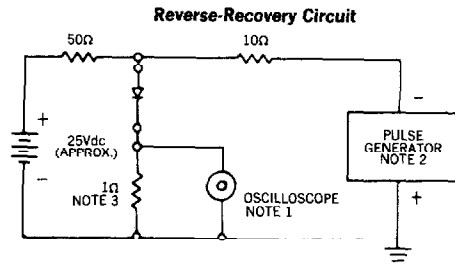 Reverse-Recovery Circuit
50Ω
10Ω
+
25Vdc
(APPROX.)
−
1Ω
NOTE 3
OSCILLOSCOPE
NOTE 1
−
PULSE
GENERATOR
NOTE 2
+